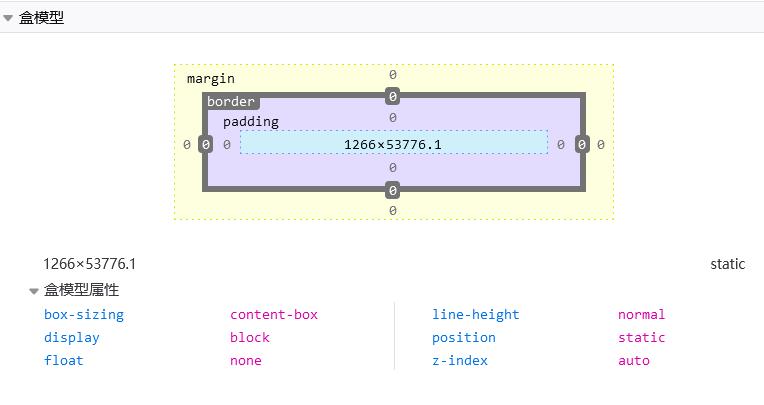 盒模型
margin
0
border
0
padding
0
0 0 0 1266×53776.1 0 0 0
0
0
0
1266×53776.1 static
盒模型属性
box-sizing content-box line-height normal
display block position static
float none z-index auto